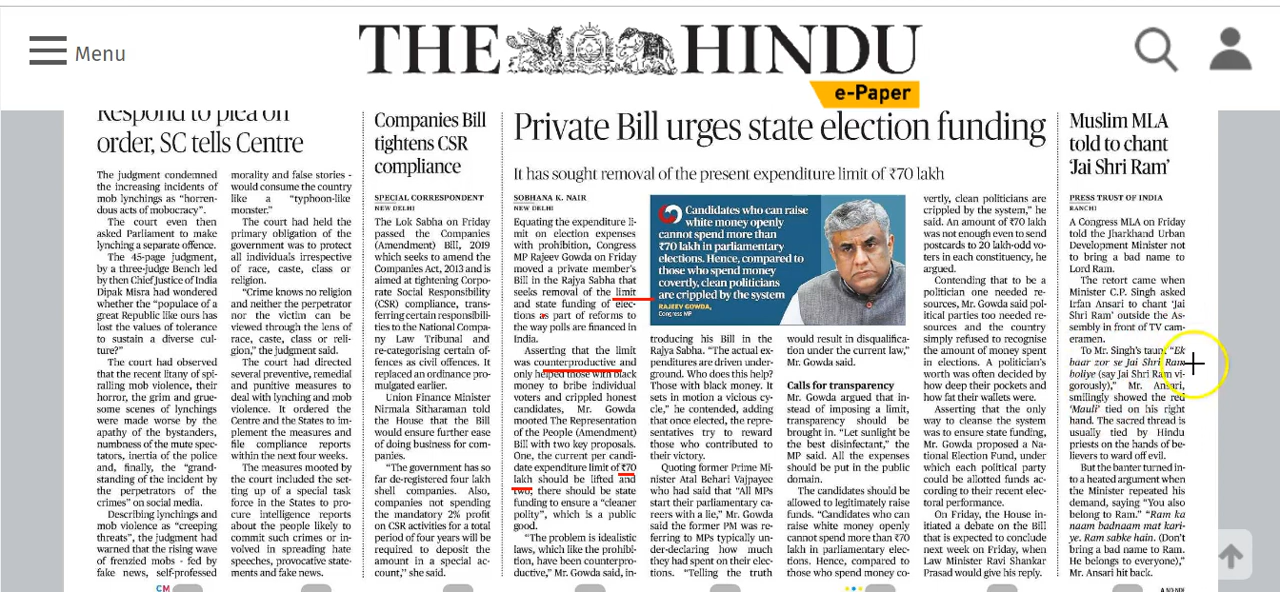 Menu
THE HINDU
e-Paper
Respond to plea on
order, SC tells Centre
The judgment condemned
the increasing incidents of
mob lynchings as "horren-
dous acts of mobocracy".
The court even then
asked Parliament to make
lynching a separate offence.
The 45-page judgment,
by a three-judge Bench led
by then Chief Justice of India
Dipak Misra had wondered
whether the "populace of a
great Republic like ours has
lost the values of tolerance
to sustain a diverse cul-
ture?"
The court had observed
that the recent litany of spi-
ralling mob violence, their
horror, the grim and grue-
some scenes of lynchings
were made worse by the
apathy of the bystanders,
numbness of the mute spec-
tators, inertia of the police
and, finally, the "grand-
standing of the incident by
the perpetrators of the
crimes" on social media.
Describing lynchings and
mob violence as "creeping
threats", the judgment had
warned that the rising wave
of frenzied mobs - fed by
fake news, self-professed
morality and false stories -
would consume the country
like a "typhoon-like
monster."
The court had held the
primary obligation of the
government was to protect
all individuals irrespective
of race, caste, class or
religion.
"Crime knows no religion
and neither the perpetrator
nor the victim can be
viewed through the lens of
race, caste, class or reli-
gion," the judgment said.
The court had directed
several preventive, remedial
and punitive measures to
deal with lynching and mob
violence. It ordered the
Centre and the States to im-
plement the measures and
file compliance reports
within the next four weeks.
The measures mooted by
the court included the set-
ting up of a special task
force in the States to pro-
cure intelligence reports
about the people likely to
commit such crimes or in-
volved in spreading hate
speeches, provocative state-
ments and fake news.
Companies Bill
tightens CSR
compliance
SPECIAL CORRESPONDENT
NEW DELHI
The Lok Sabha on Friday
passed the Companies
(Amendment) Bill, 2019
which seeks to amend the
Companies Act, 2013 and is
aimed at tightening Corpo-
rate Social Responsibility
(CSR) compliance, trans-
ferring certain responsibili-
ties to the National Compa-
ny Law Tribunal and
re-categorising certain of-
fences as civil offences. It
replaced an ordinance pro-
mulgated earlier.
Union Finance Minister
Nirmala Sitharaman told
the House that the Bill
would ensure further ease
of doing business for com-
panies.
"The government has so
far de-registered four lakh
shell companies. Also,
companies not spending
the mandatory 2% profit
on CSR activities for a total
period of four years will be
required to deposit the
amount in a special ac-
count," she said.
Private Bill urges state election funding
It has sought removal of the present expenditure limit of ₹70 lakh
SOBHANA K. NAIR
NEW DELHI
Equating the expenditure li-
mit on election expenses
with prohibition, Congress
MP Rajeev Gowda on Friday
moved a private member's
Bill in the Rajya Sabha that
seeks removal of the limit
and state funding of elec-
tions as part of reforms to
the way polls are financed in
India.
Asserting that the limit
was counterproductive and
only helped those with black
money to bribe individual
voters and crippled honest
candidates, Mr. Gowda
mooted The Representation
of the People (Amendment)
Bill with two key proposals.
One, the current per candi-
date expenditure limit of ₹70
lakh should be lifted and
two, there should be state
funding to ensure a "cleaner
polity", which is a public
good.
"The problem is idealistic
laws, which like the prohibi-
tion, have been counterpro-
ductive," Mr. Gowda said, in-
Candidates who can raise
white money openly
cannot spend more than
₹70 lakh in parliamentary
elections. Hence, compared to
those who spend money
covertly, clean politicians
are crippled by the system
RAJEEV GOWDA,
Congress MP
troducing his Bill in the
Rajya Sabha. "The actual ex-
penditures are driven under-
ground. Who does this help?
Those with black money. It
sets in motion a vicious cy-
cle," he contended, adding
that once elected, the repre-
sentatives try to reward
those who contributed to
their victory.
Quoting former Prime Mi-
nister Atal Behari Vajpayee
who had said that "All MPs
start their parliamentary ca-
reers with a lie," Mr. Gowda
said the former PM was re-
ferring to MPs typically un-
der-declaring how much
they had spent on their elec-
tions. "Telling the truth
would result in disqualifica-
tion under the current law,"
Mr. Gowda said.
Calls for transparency
Mr. Gowda argued that in-
stead of imposing a limit,
transparency should be
brought in. "Let sunlight be
the best disinfectant," the
MP said. All the expenses
should be put in the public
domain.
The candidates should be
allowed to legitimately raise
funds. "Candidates who can
raise white money openly
cannot spend more than ₹70
lakh in parliamentary elec-
tions. Hence, compared to
those who spend money co-
vertly, clean politicians are
crippled by the system," he
said. An amount of ₹70 lakh
was not enough even to send
postcards to 20 lakh-odd vo-
ters in each constituency, he
argued.
Contending that to be a
politician one needed re-
sources, Mr. Gowda said pol-
itical parties too needed re-
sources and the country
simply refused to recognise
the amount of money spent
in elections. A politician's
worth was often decided by
how deep their pockets and
how fat their wallets were.
Asserting that the only
way to cleanse the system
was to ensure state funding,
Mr. Gowda proposed a Na-
tional Election Fund, under
which each political party
could be allotted funds
according to their recent elec-
toral performance.
On Friday, the House in-
itiated a debate on the Bill
that is expected to conclude
next week on Friday, when
Law Minister Ravi Shankar
Prasad would give his reply.
Muslim MLA
told to chant
'Jai Shri Ram'
PRESS TRUST OF INDIA
RANCHI
A Congress MLA on Friday
told the Jharkhand Urban
Development Minister not
to bring a bad name to
Lord Ram.
The retort came when
Minister C.P. Singh asked
Irfan Ansari to chant 'Jai
Shri Ram' outside the As-
sembly in front of TV cam-
eramen.
To Mr. Singh's taunt "Ek
baar zor se Jai Shri Ram
boliye (say Jai Shri Ram vi-
gorously)," Mr. Ansari,
smilingly showed the red
'Mauli' tied on his right
hand. The sacred thread is
usually tied by Hindu
priests on the hands of be-
lievers to ward off evil.
But the banter turned in-
to a heated argument when
the Minister repeated his
demand, saying "You also
belong to Ram." "Ram ka
naam badnaam mat kari-
ye. Ram sabke hain. (Don't
bring a bad name to Ram.
He belongs to everyone),"
Mr. Ansari hit back.
CM